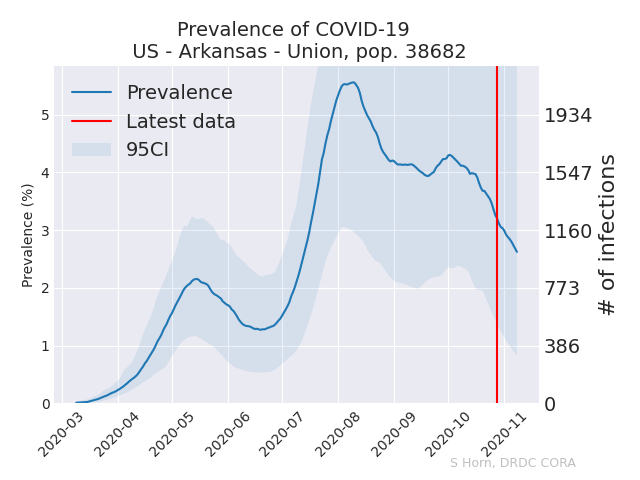 Prevalence of COVID-19
US - Arkansas - Union, pop. 38682
Prevalence
Latest data
95CI
Prevalence (%)
5
4
3
2
1
0
1934
1547
1160
773
386
0
# of infections
2020-03
2020-04
2020-05
2020-06
2020-07
2020-08
2020-09
2020-10
2020-11
S Horn, DRDC CORA